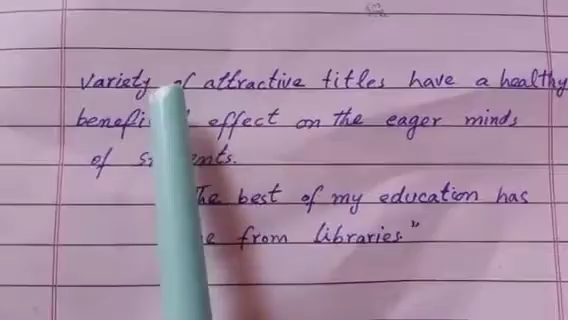 variety of attractive titles have a healthy
effect on the eager minds
of
The best of my education has
from libraries."